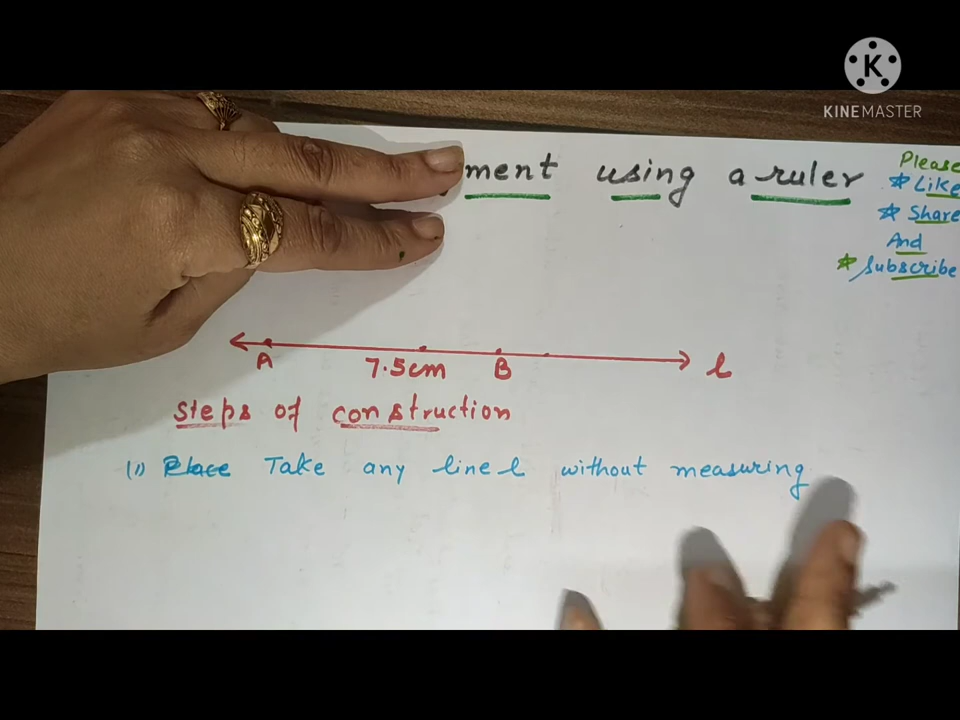 KINEMASTER
ment using a ruler
Please
Like
Share
And
Subscribe
A 7.5cm B l
Steps of construction
(1) Place Take any line l without measuring